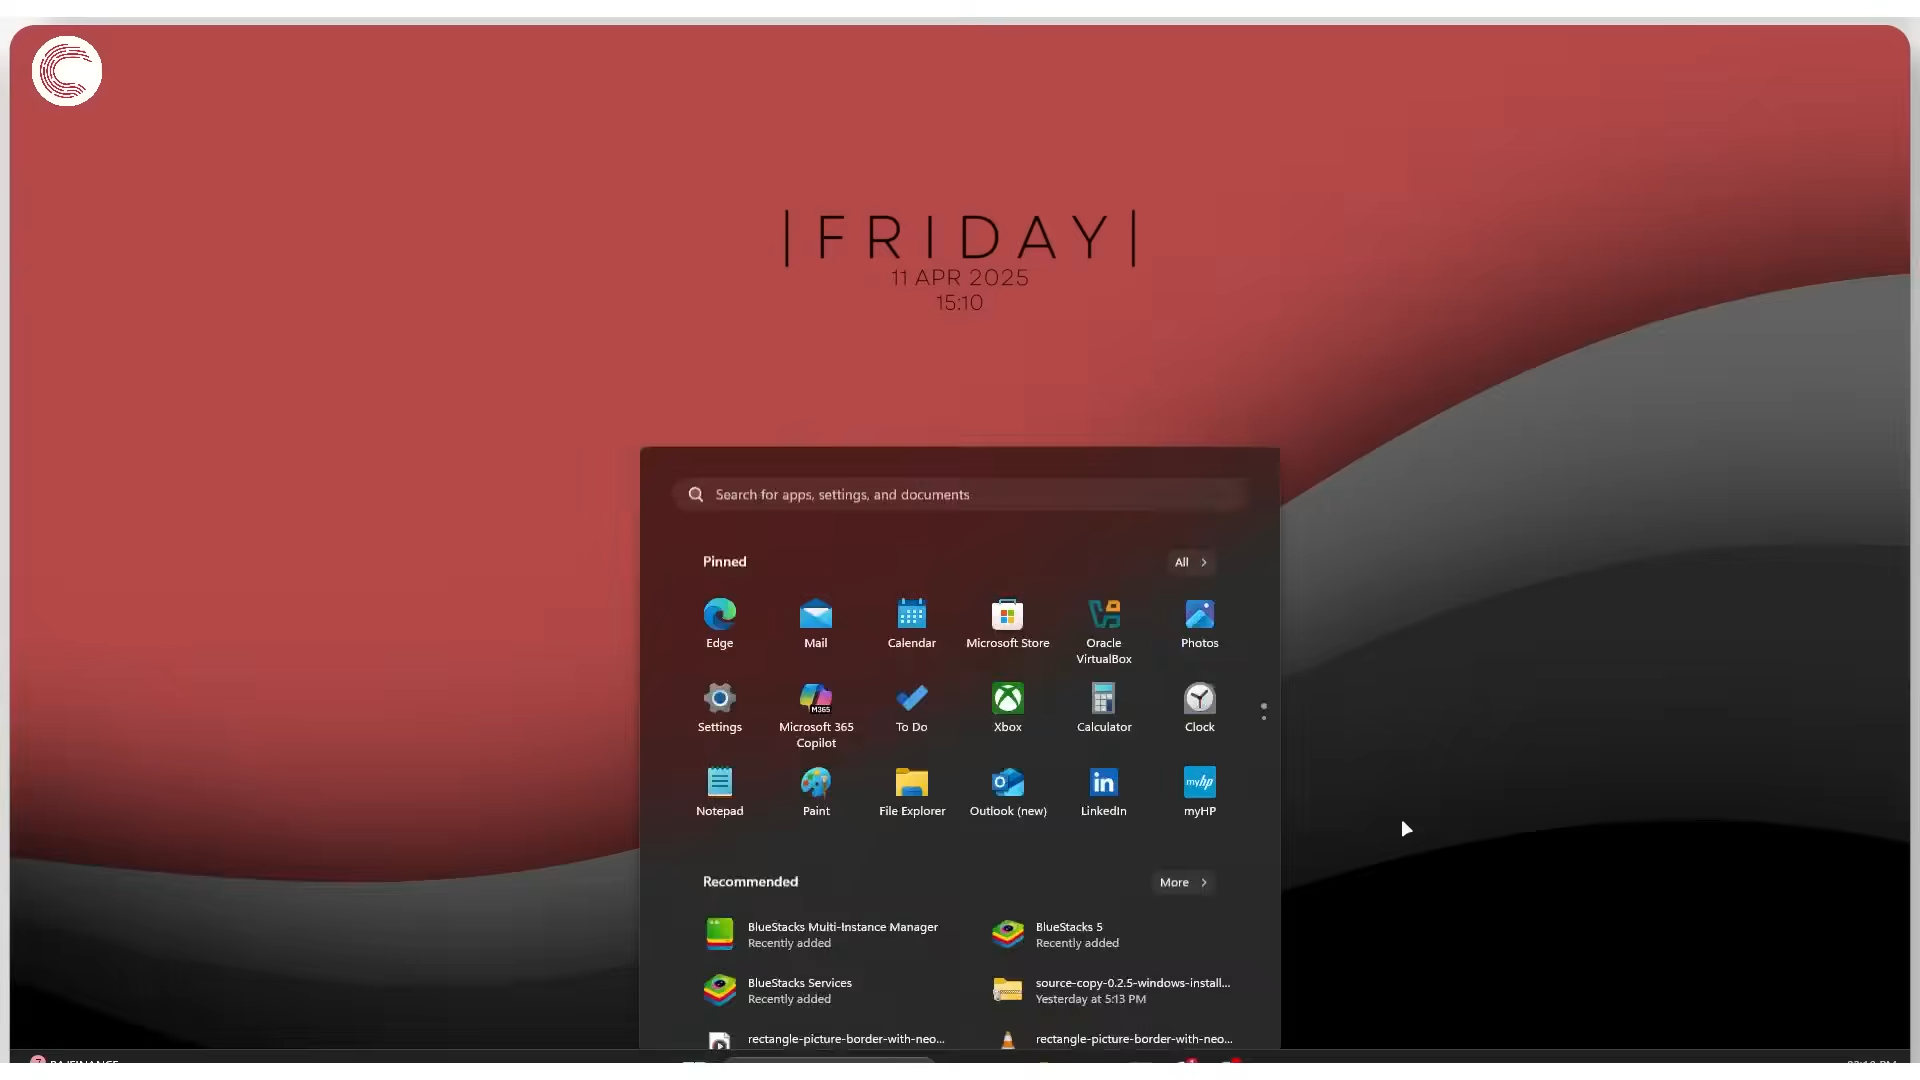 |FRIDAY|
11 APR 2025
15:10
Search for apps, settings, and documents
Pinned
All
Edge
Mail
Calendar
Microsoft Store
Oracle
VirtualBox
Photos
Settings
M365
Microsoft 365
Copilot
To Do
Xbox
Calculator
Clock
Notepad
Paint
File Explorer
Outlook (new)
in
LinkedIn
myhp
myHP
Recommended
More
BlueStacks Multi-Instance Manager
Recently added
BlueStacks 5
Recently added
BlueStacks Services
Recently added
source-copy-0.2.5-windows-install...
Yesterday at 5:13 PM
rectangle-picture-border-with-neo...
rectangle-picture-border-with-neo...